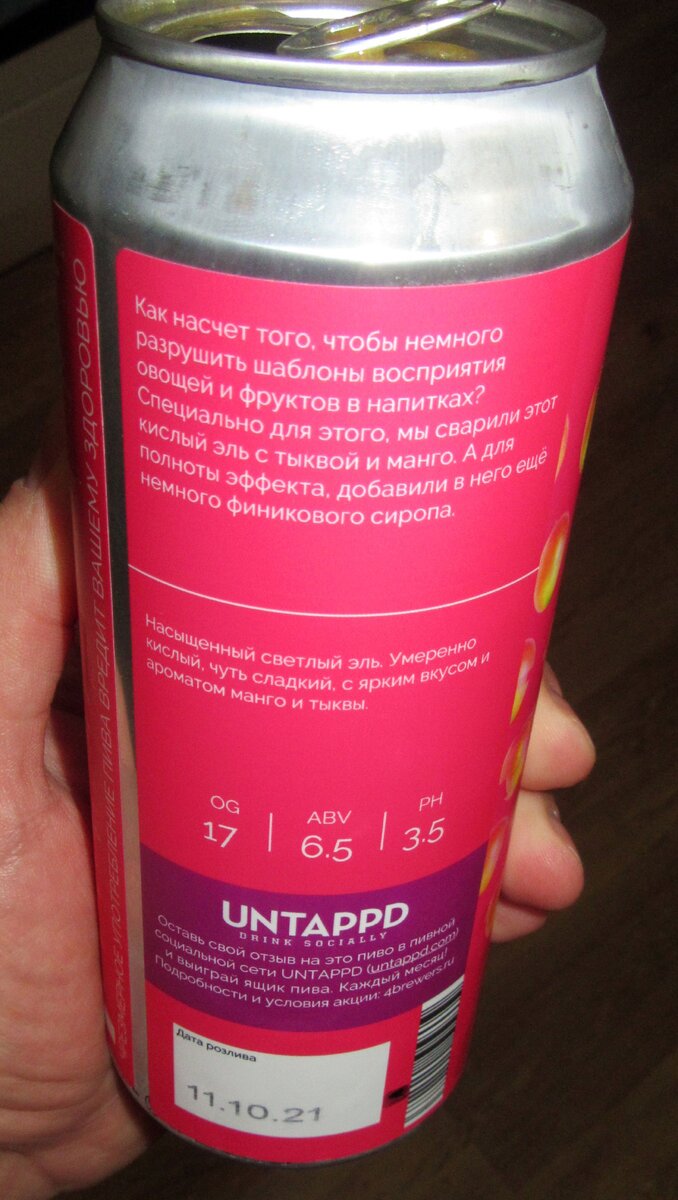 Как насчет того, чтобы немного
разрушить шаблоны восприятия
овощей и фруктов в напитках?
Специально для этого, мы сварили этот
кислый эль с тыквой и манго. А для
полноты эффекта, добавили в него ещё
немного финикового сиропа.
Насыщенный светлый эль. Умеренно
кислый, чуть сладкий, с ярким вкусом и
ароматом манго и тыквы.
OG | ABV | PH
17 | 6.5 | 3.5
UNTAPPD
DRINK SOCIALLY
Оставь свой отзыв на это пиво в пивной
социальной сети UNTAPPD (untappd.com)
и выиграй ящик пива. Каждый месяц!
Подробности и условия акции: 4brewers.ru
Дата розлива
11.10.21
ЧРЕЗМЕРНОЕ УПОТРЕБЛЕНИЕ ПИВА ВРЕДИТ ВАШЕМУ ЗДОРОВЬЮ